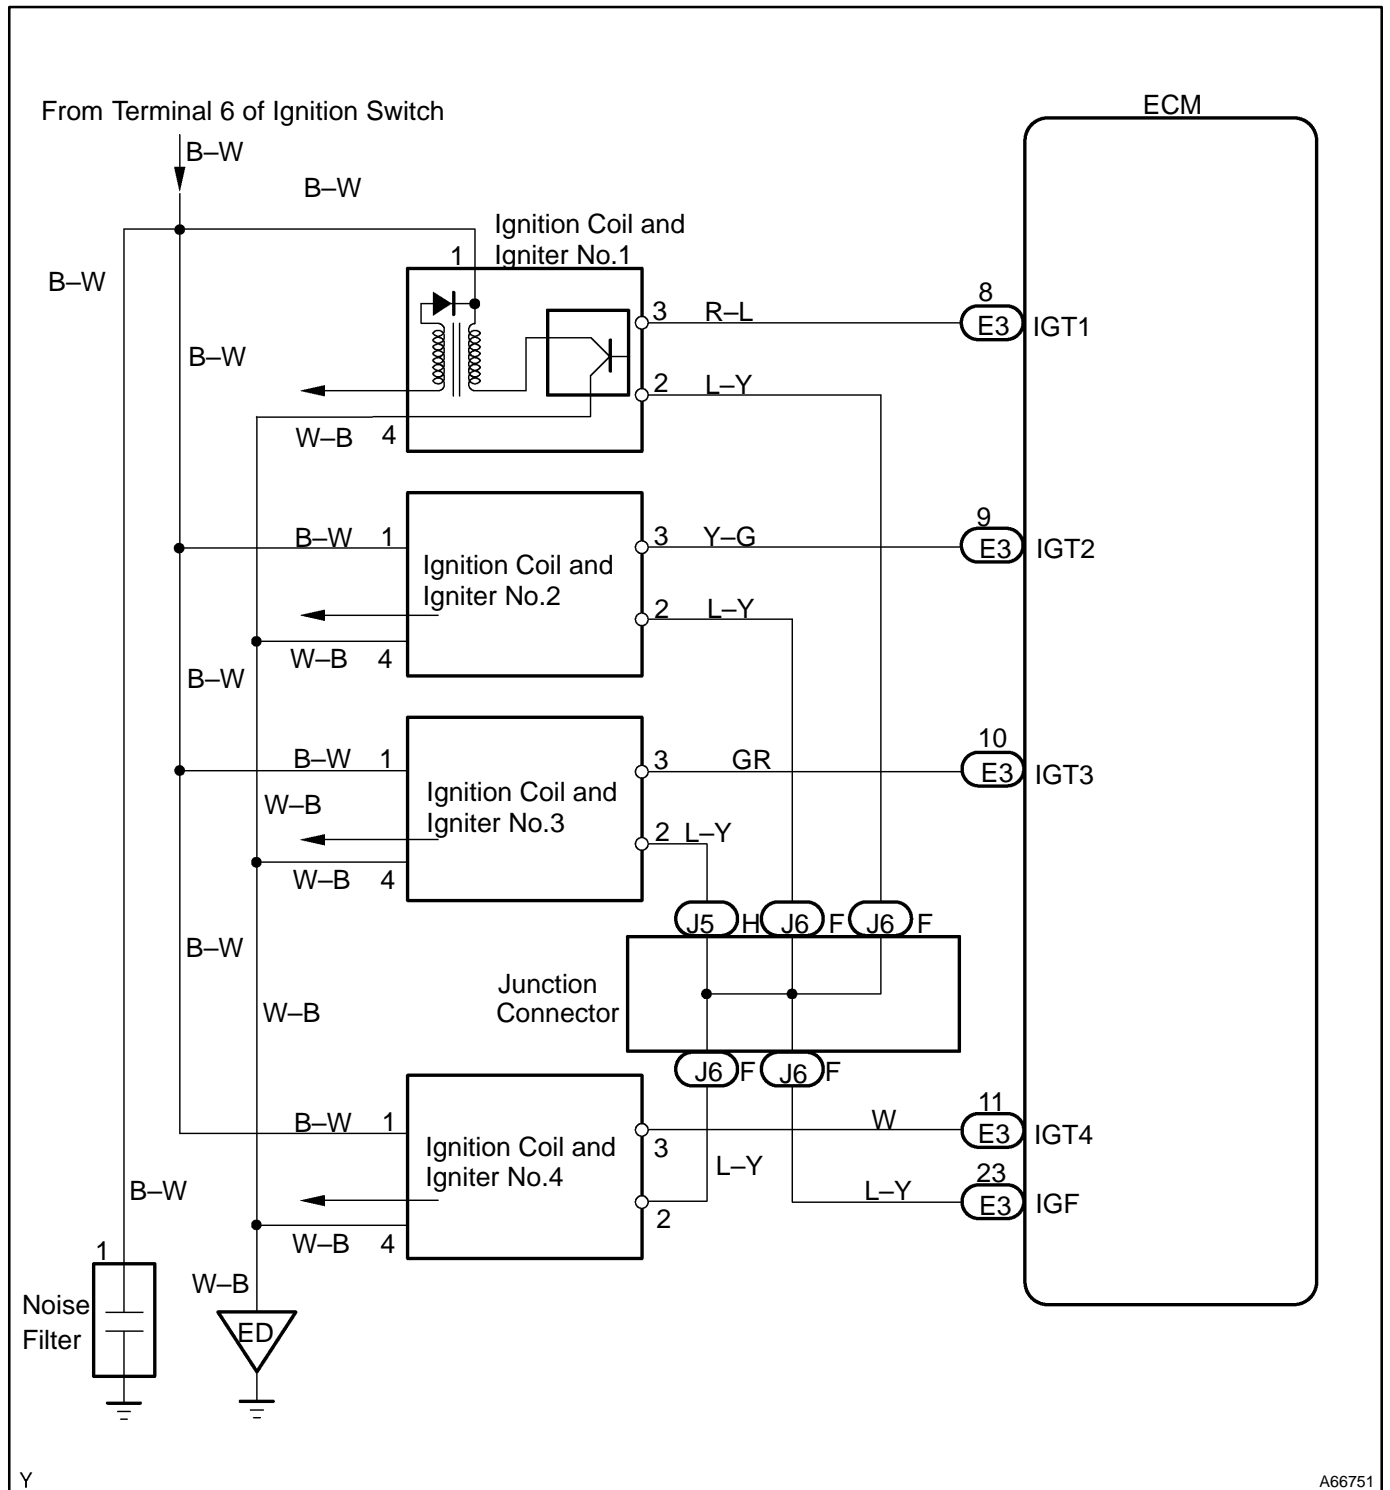 From Terminal 6 of Ignition Switch
ECM
B–W
B–W
Ignition Coil and
Igniter No.1
1
B–W
8
3
R–L
E3
IGT1
B–W
2
L–Y
W–B
4
9
B–W
1
3
Y–G
E3
IGT2
Ignition Coil and
Igniter No.2
2
L–Y
W–B
4
B–W
10
B–W
1
3
GR
E3
IGT3
Ignition Coil and
Igniter No.3
W–B
2
L–Y
W–B
4
J5
H
J6
F
J6
F
B–W
Junction
Connector
W–B
J6
F
J6
F
11
B–W
1
W
E3
IGT4
3
Ignition Coil and
Igniter No.4
L–Y
23
B–W
L–Y
E3
IGF
2
W–B
4
1
W–B
Noise
Filter
ED
Y
A66751